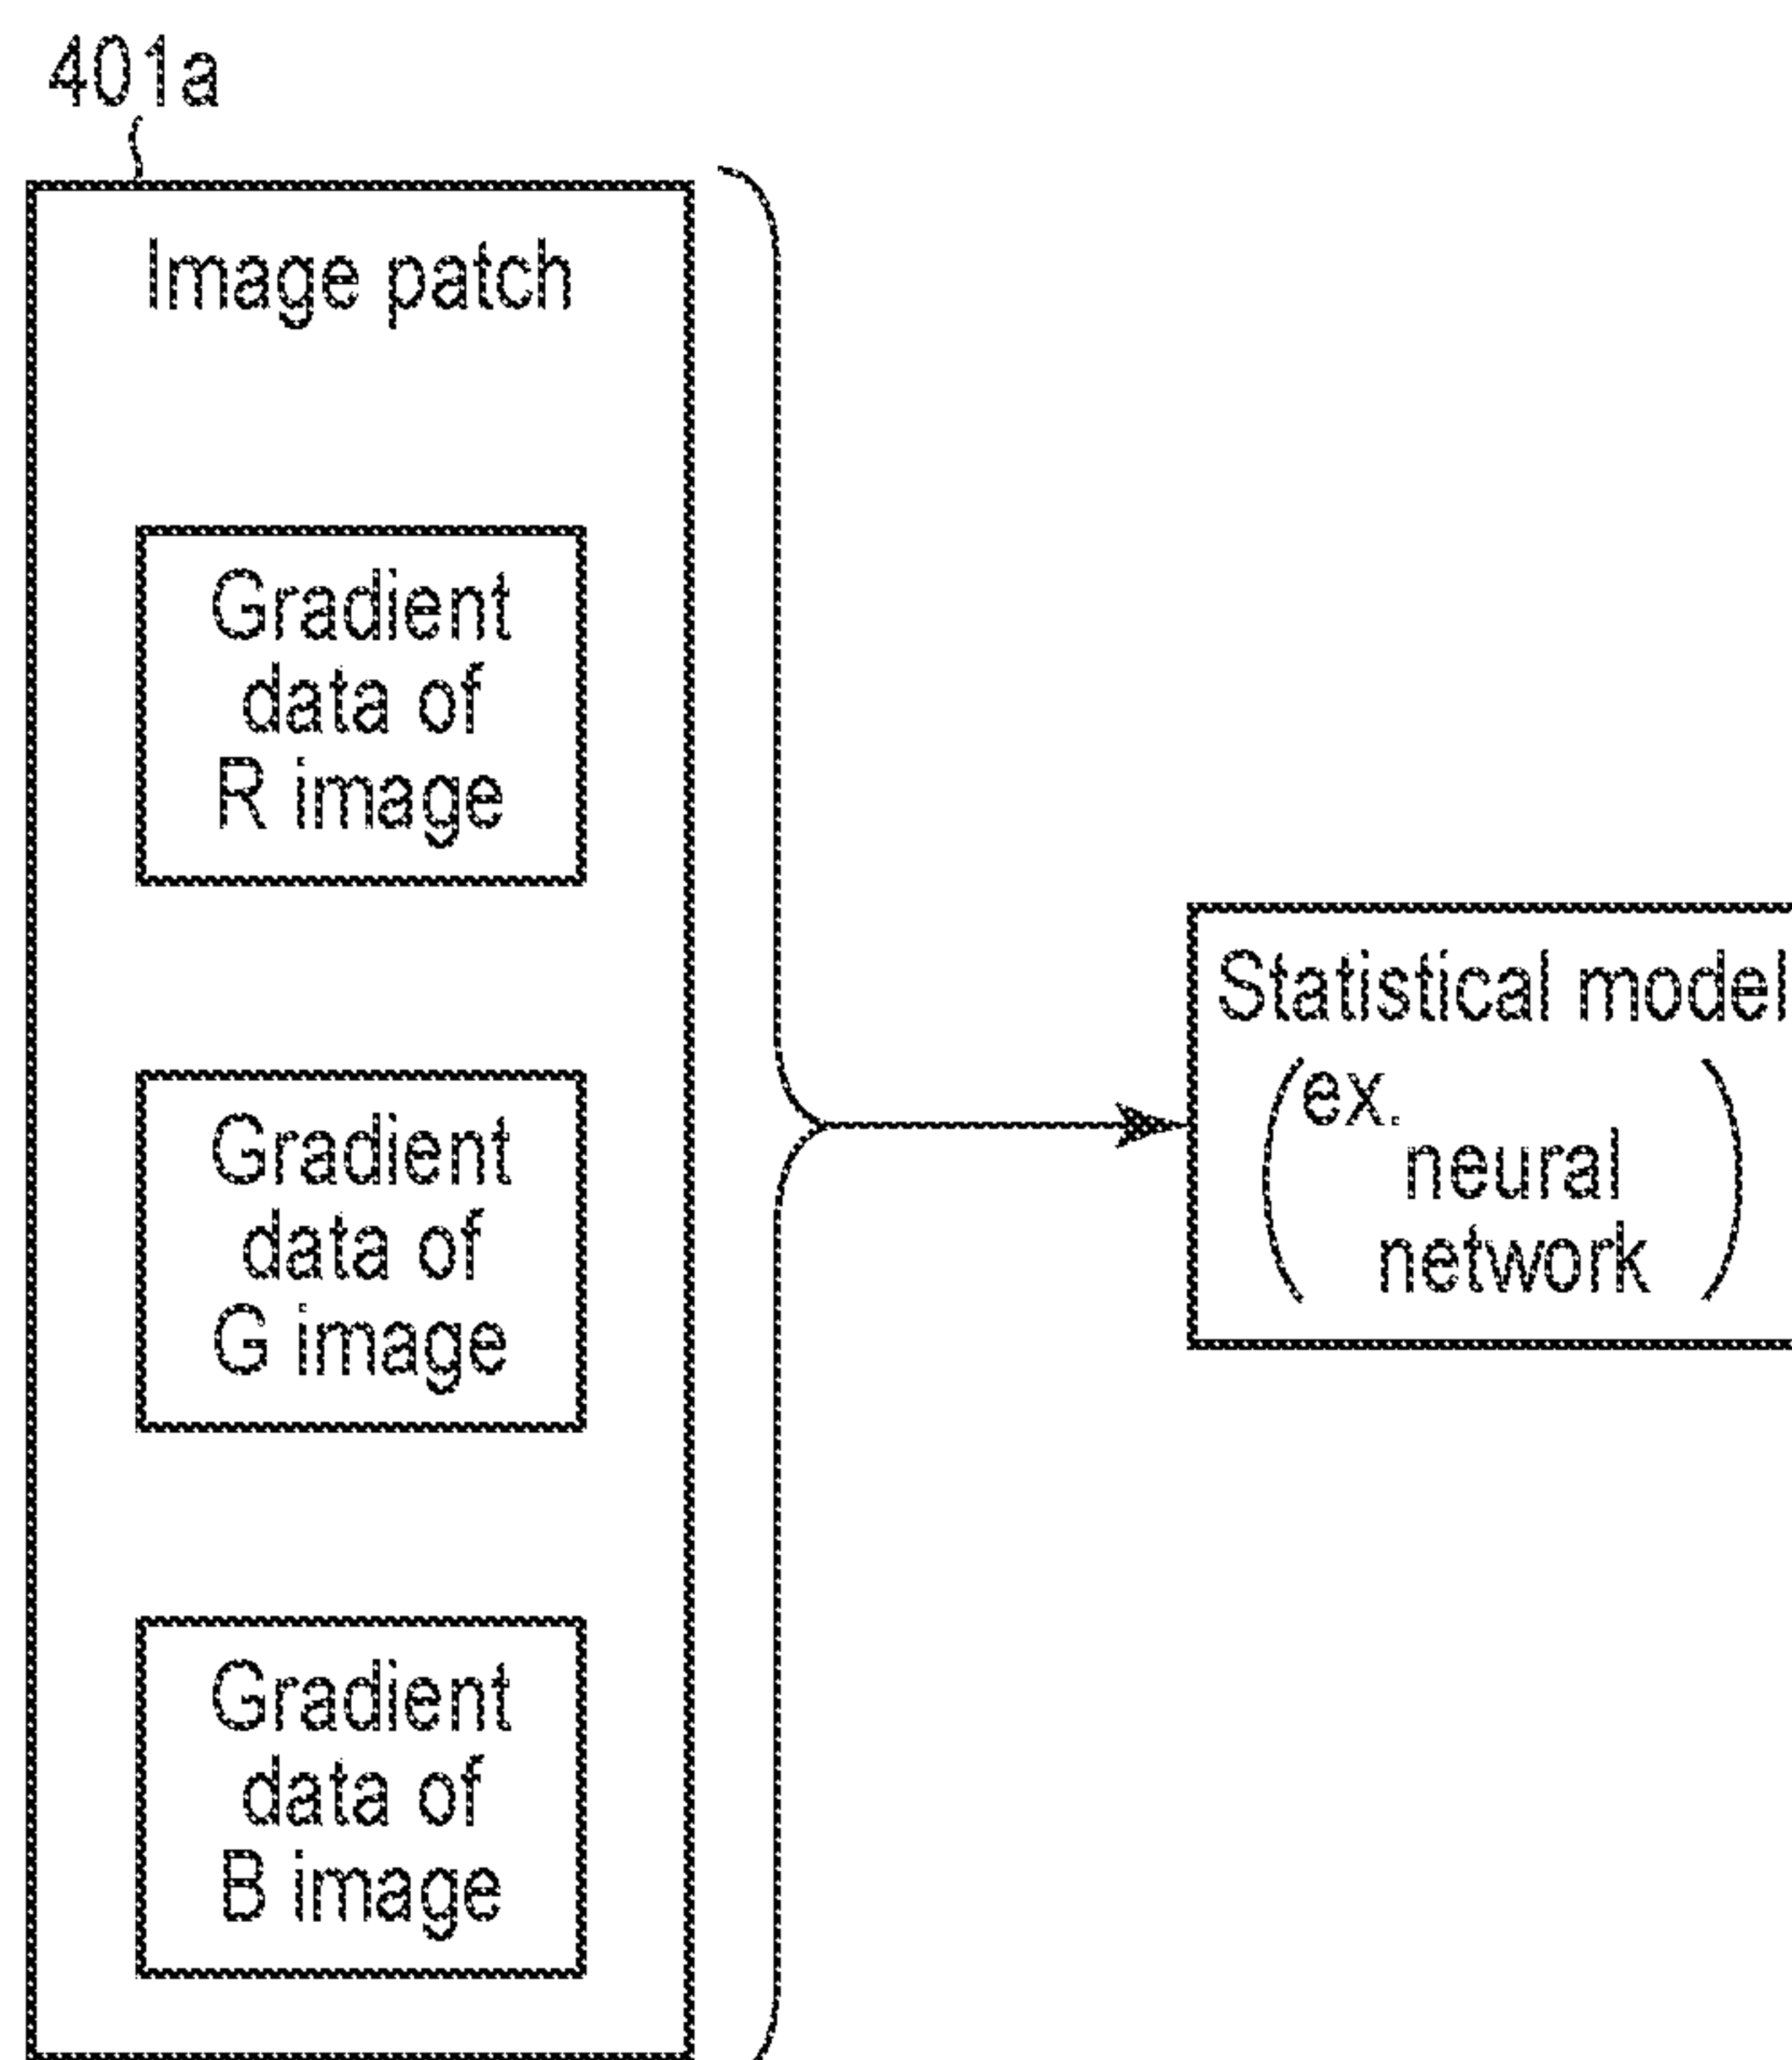 401a
Image patch
Gradient
data of
R image
Gradient
data of
G image
Gradient
data of
B image
Statistical model
(ex.
neural
network)